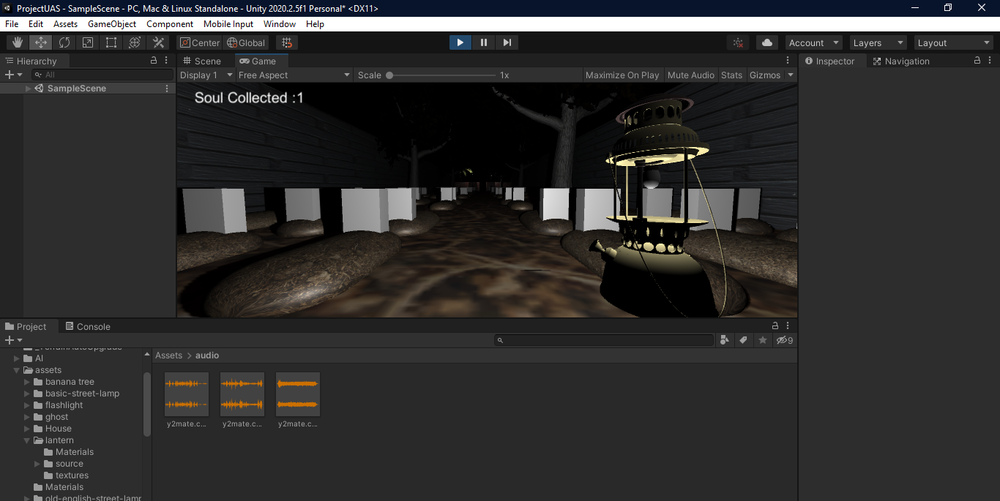 ProjectUAS - SampleScene - PC, Mac & Linux Standalone - Unity 2020.2.5f1 Personal* <DX11>
File Edit Assets GameObject Component Mobile Input Window Help
Center Global Account Layers Layout
Hierarchy Scene Game Inspector Navigation
All Display 1 Free Aspect Scale 1x Maximize On Play Mute Audio Stats Gizmos
SampleScene
Soul Collected :1
Project Console
9
_TerrainAutoUpgrade
Assets > audio
AI
assets
banana tree
basic-street-lamp
flashlight
ghost
House
lantern
Materials
source
textures
Materials
old-english-street-lamp
y2mate.c... y2mate.c... y2mate.c...